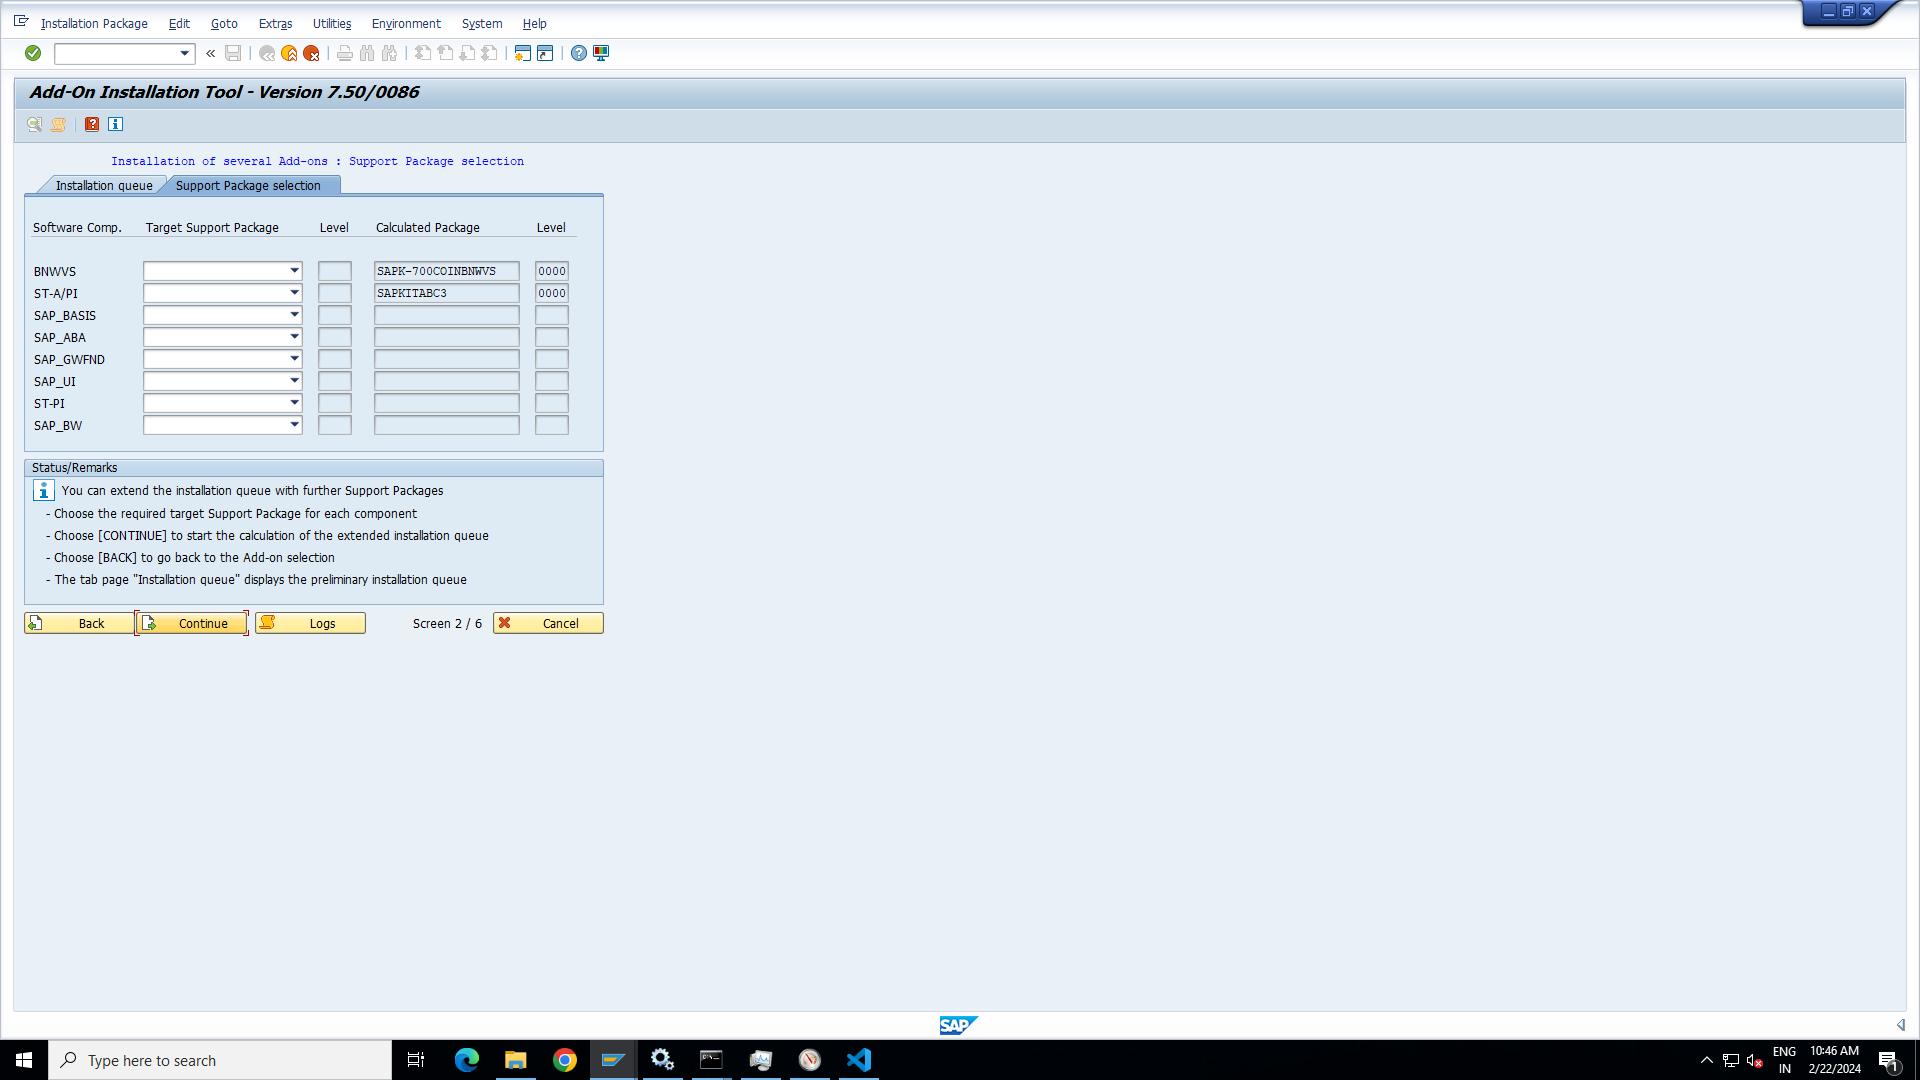 Installation Package Edit Goto Extras Utilities Environment System Help
Add-On Installation Tool - Version 7.50/0086
Installation of several Add-ons : Support Package selection
Installation queue Support Package selection
Software Comp. Target Support Package Level Calculated Package Level
BNWVS SAPK-700COINBNWVS 0000
ST-A/PI SAPKITABC3 0000
SAP_BASIS
SAP_ABA
SAP_GWFND
SAP_UI
ST-PI
SAP_BW
Status/Remarks
You can extend the installation queue with further Support Packages
- Choose the required target Support Package for each component
- Choose [CONTINUE] to start the calculation of the extended installation queue
- Choose [BACK] to go back to the Add-on selection
- The tab page "Installation queue" displays the preliminary installation queue
Back Continue Logs Screen 2 / 6 Cancel
SAP
Type here to search
ENG 10:46 AM
IN 2/22/2024 1